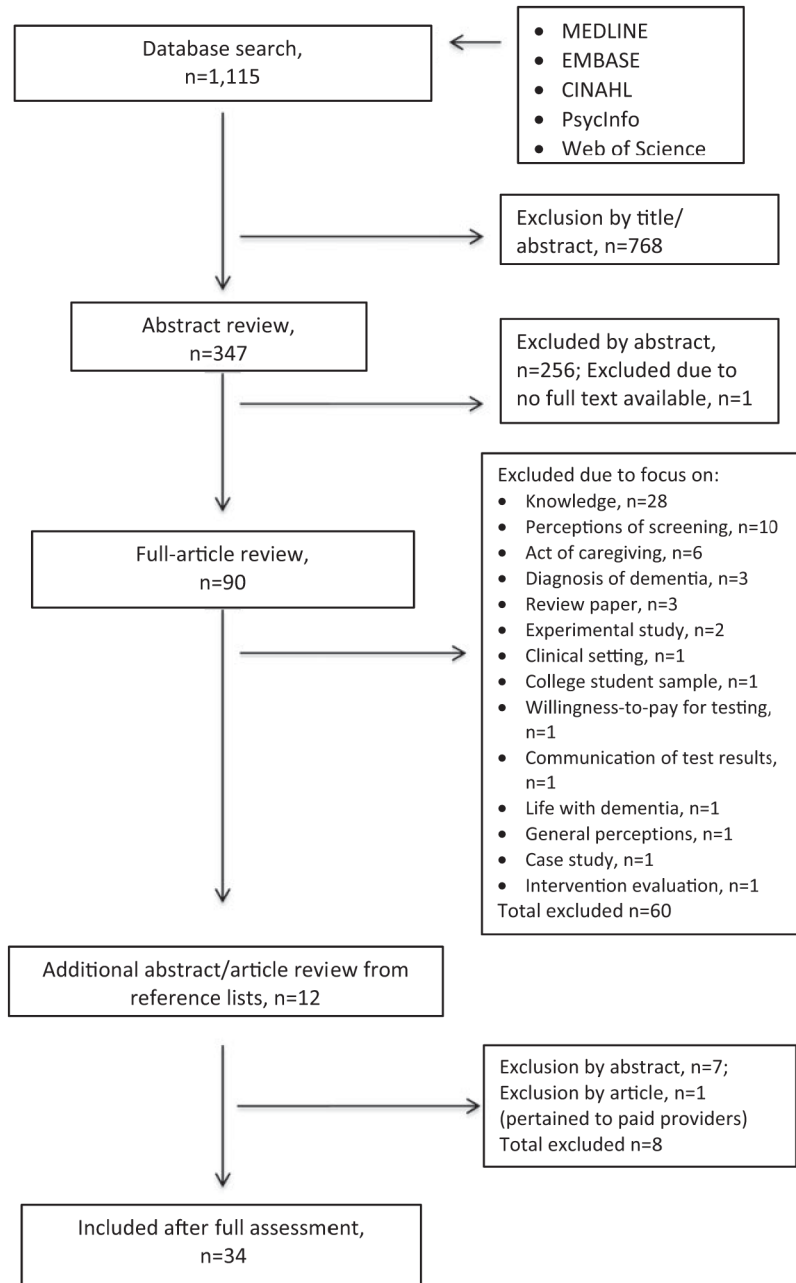 Database search,
n=1,115
• MEDLINE
• EMBASE
• CINAHL
• PsycInfo
• Web of Science
Exclusion by title/
abstract, n=768
Abstract review,
n=347
Excluded by abstract,
n=256; Excluded due to
no full text available, n=1
Full-article review,
n=90
Excluded due to focus on:
• Knowledge, n=28
• Perceptions of screening, n=10
• Act of caregiving, n=6
• Diagnosis of dementia, n=3
• Review paper, n=3
• Experimental study, n=2
• Clinical setting, n=1
• College student sample, n=1
• Willingness-to-pay for testing,
n=1
• Communication of test results,
n=1
• Life with dementia, n=1
• General perceptions, n=1
• Case study, n=1
• Intervention evaluation, n=1
Total excluded n=60
Additional abstract/article review from
reference lists, n=12
Exclusion by abstract, n=7;
Exclusion by article, n=1
(pertained to paid providers)
Total excluded n=8
Included after full assessment,
n=34